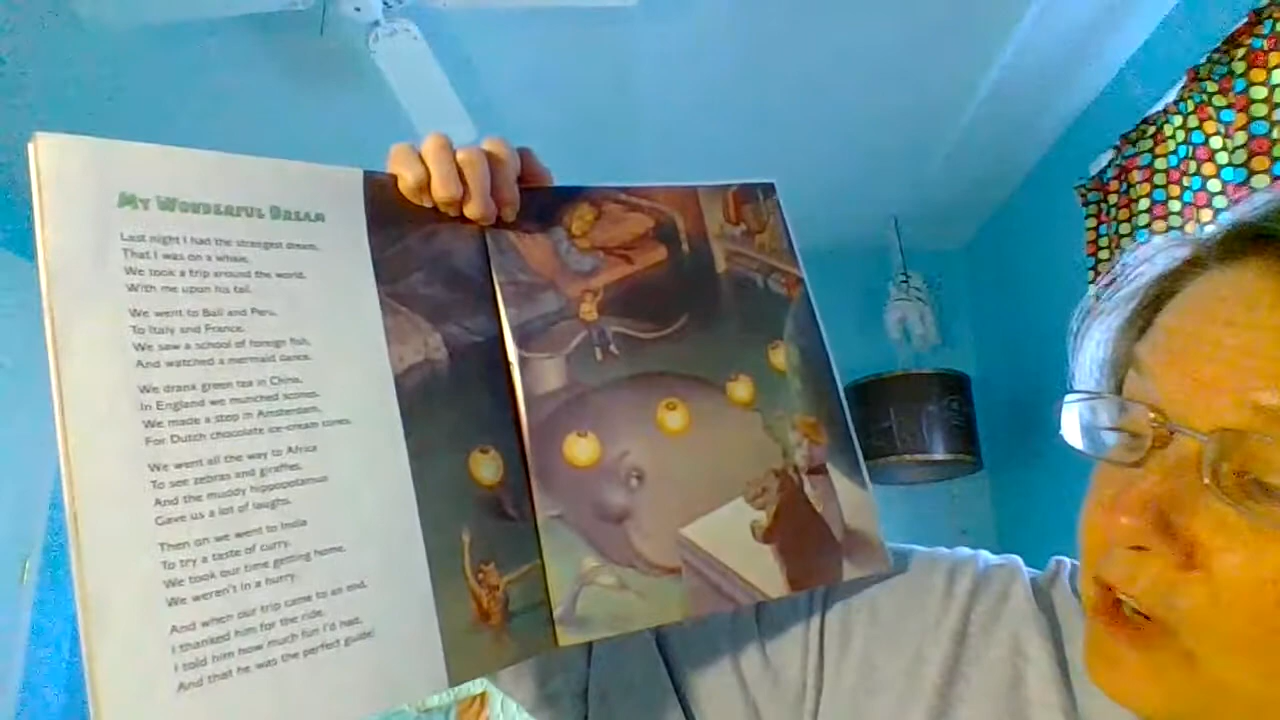 MY WONDERFUL DREAM
Last night I had the strangest dream,
That I was on a whale.
We took a trip around the world,
With me upon his tail.
We went to Bali and Peru,
To Italy and France.
We saw a school of foreign fish,
And watched a mermaid dance.
We drank green tea in China,
In England we munched scones.
We made a stop in Amsterdam,
For Dutch chocolate ice-cream cones.
We went all the way to Africa
To see zebras and giraffes.
And the muddy hippopotamus
Gave us a lot of laughs.
Then on we went to India
To try a taste of curry.
We took our time getting home,
We weren't in a hurry.
And when our trip came to an end,
I thanked him for the ride.
I told him how much fun I'd had,
And that he was the perfect guide!